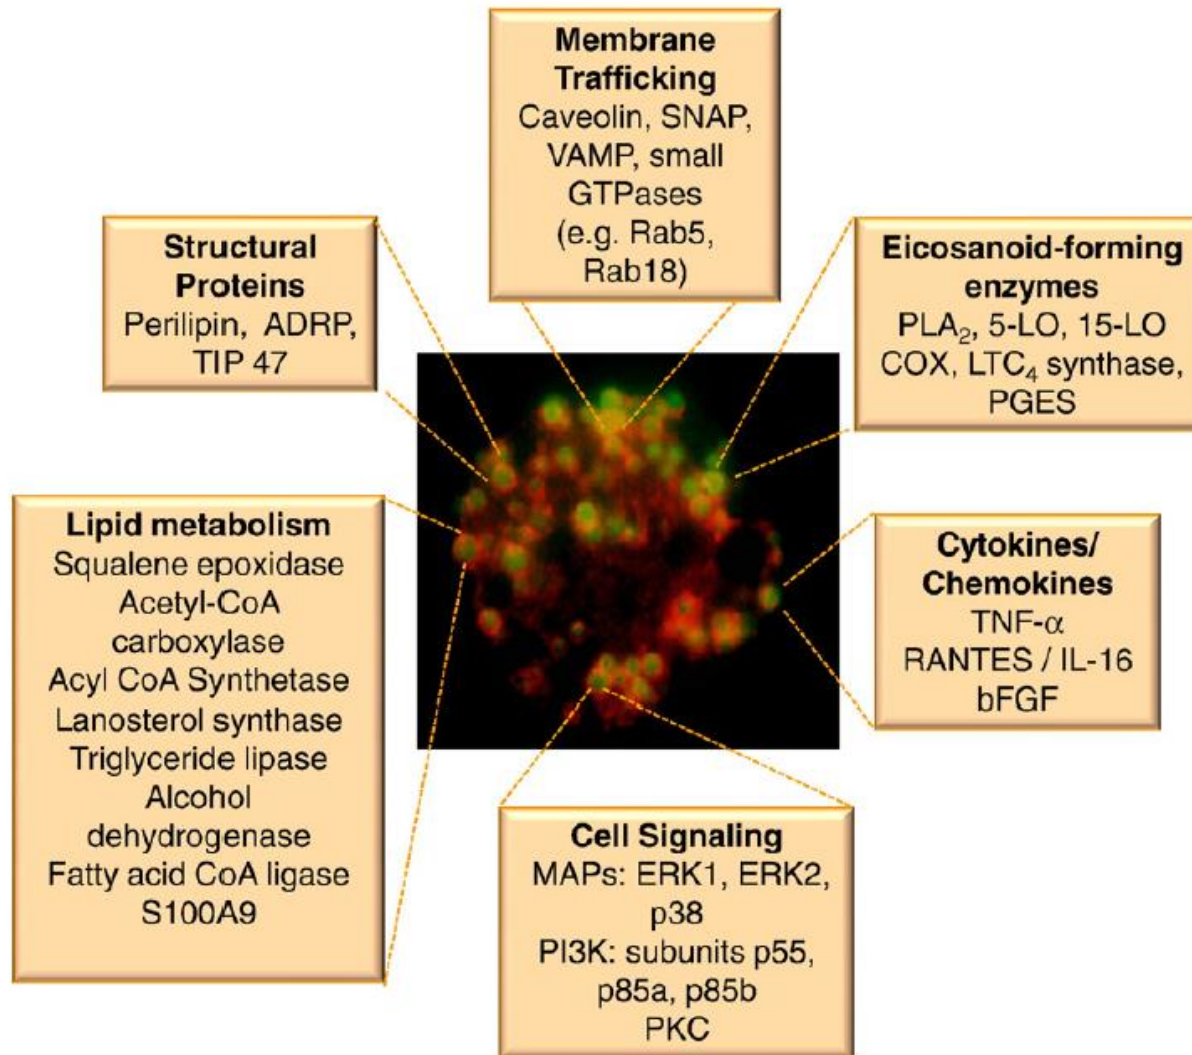 Membrane
Trafficking
Caveolin, SNAP,
VAMP, small
GTPases
(e.g. Rab5,
Rab18)
Structural
Proteins
Perilipin, ADRP,
TIP 47
Eicosanoid-forming
enzymes
PLA₂, 5-LO, 15-LO
COX, LTC₄ synthase,
PGES
Lipid metabolism
Squalene epoxidase
Acetyl-CoA
carboxylase
Acyl CoA Synthetase
Lanosterol synthase
Triglyceride lipase
Alcohol
dehydrogenase
Fatty acid CoA ligase
S100A9
Cytokines/
Chemokines
TNF-α
RANTES / IL-16
bFGF
Cell Signaling
MAPs: ERK1, ERK2,
p38
PI3K: subunits p55,
p85a, p85b
PKC